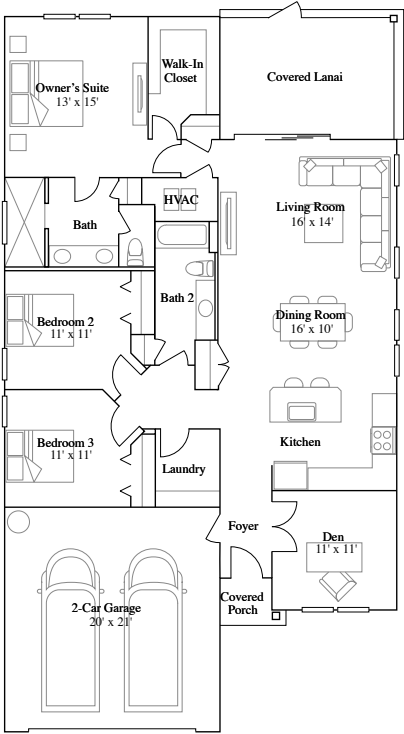 Walk-In
Closet
Covered Lanai
Owner's Suite
13' x 15'
HVAC
Living Room
16' x 14'
Bath
Bath 2
Bedroom 2
11' x 11'
Dining Room
16' x 10'
Bedroom 3
11' x 11'
Kitchen
Laundry
Foyer
Den
11' x 11'
2-Car Garage
20' x 21'
Covered
Porch